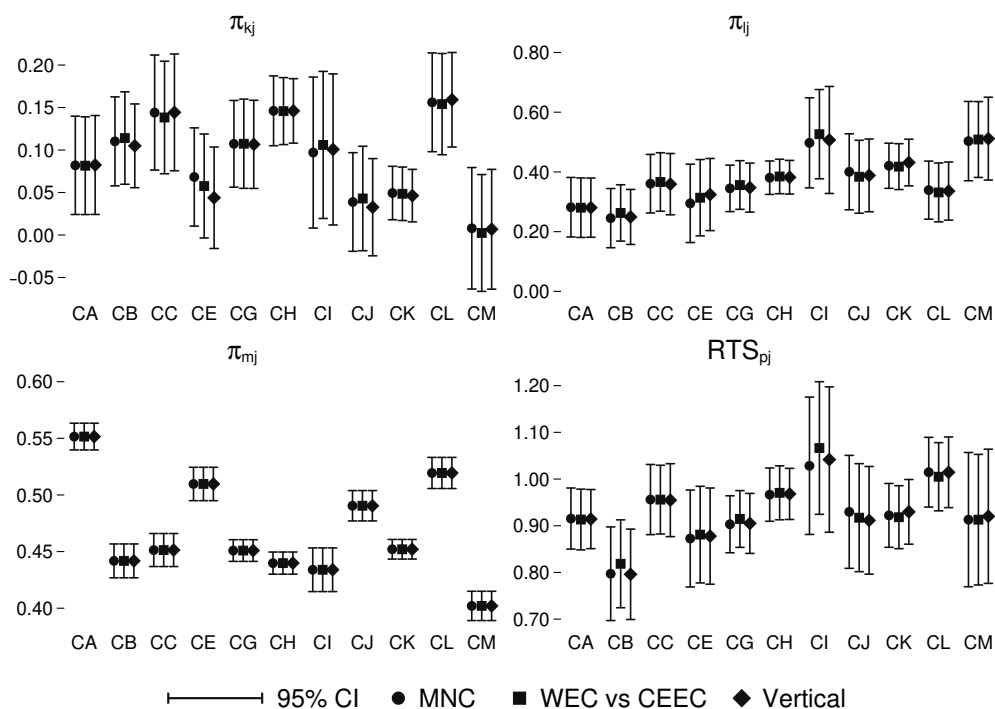 π_kj
0.20
0.15
0.10
0.05
0.00
−0.05
CA CB CC CE CG CH CI CJ CK CL CM
π_lj
0.80
0.60
0.40
0.20
0.00
CA CB CC CE CG CH CI CJ CK CL CM
π_mj
0.60
0.55
0.50
0.45
0.40
CA CB CC CE CG CH CI CJ CK CL CM
RTS_pj
1.20
1.10
1.00
0.90
0.80
0.70
CA CB CC CE CG CH CI CJ CK CL CM
95% CI MNC WEC vs CEEC Vertical